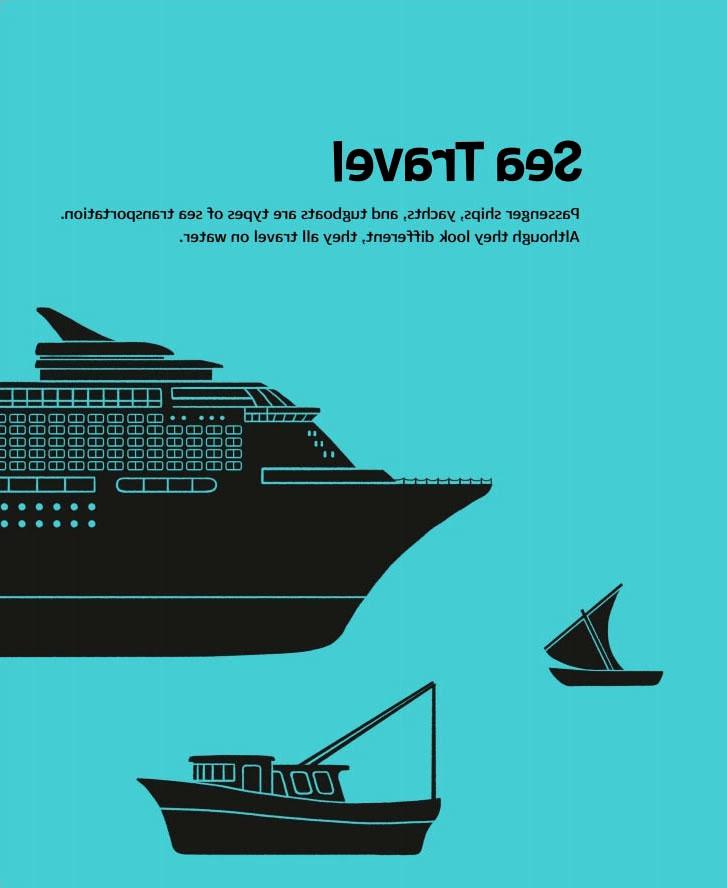 Sea Travel
Passenger ships, yachts, and tugboats are types of sea transportation.
Although they look different, they all travel on water.